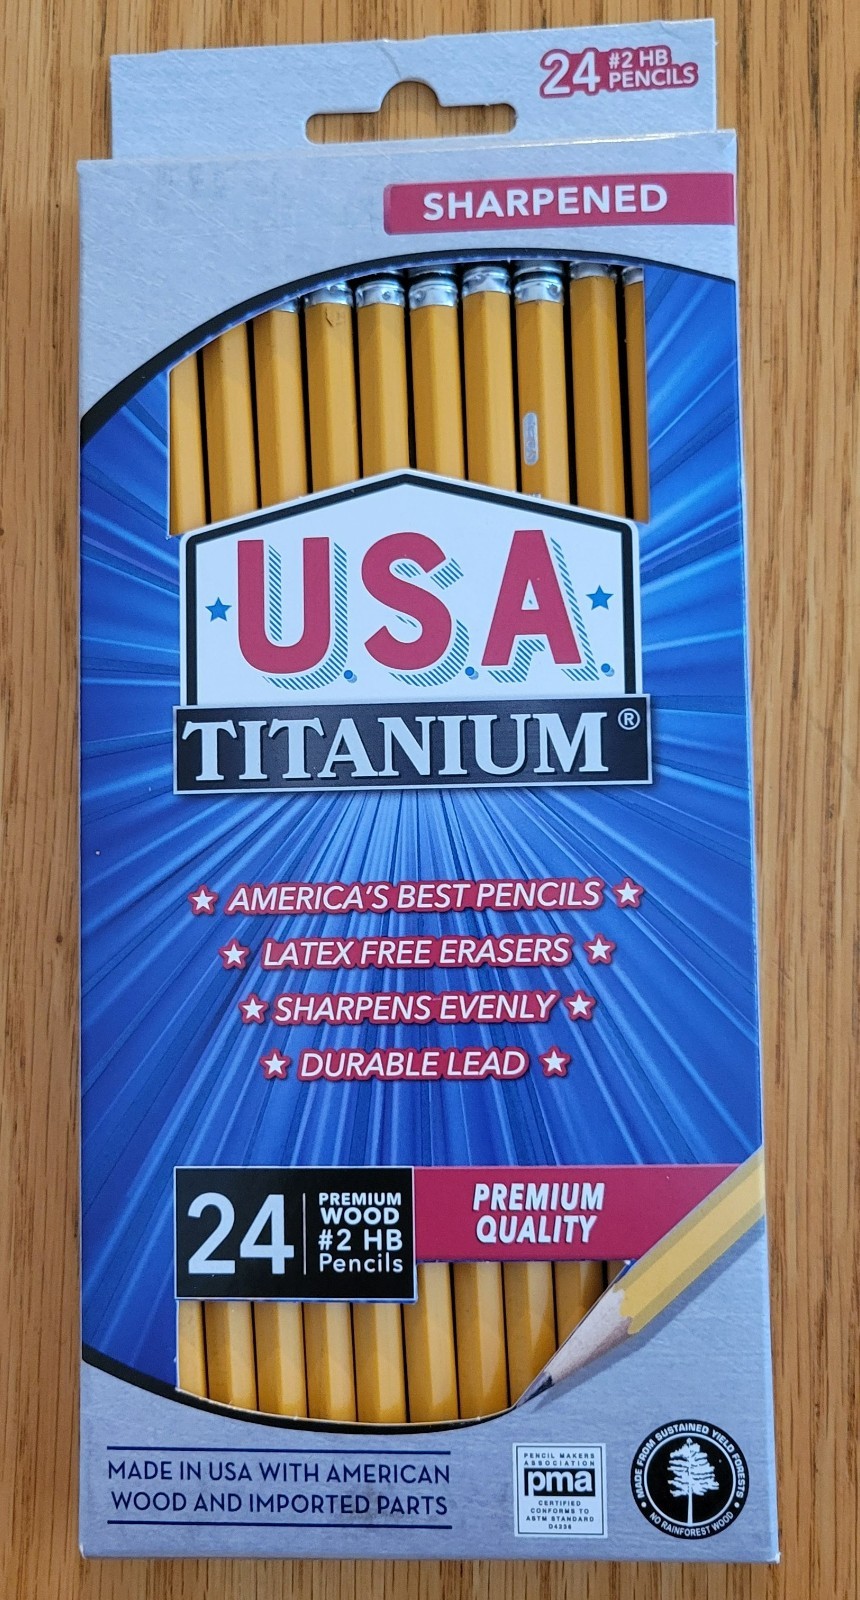 24 #2 HB
PENCILS
SHARPENED
U.S.A.
TITANIUM®
AMERICA'S BEST PENCILS
LATEX FREE ERASERS
SHARPENS EVENLY
DURABLE LEAD
24
PREMIUM
WOOD
#2 HB
Pencils
PREMIUM
QUALITY
MADE IN USA WITH AMERICAN
WOOD AND IMPORTED PARTS
PENCIL MAKERS
ASSOCIATION
pma
CERTIFIED
CONFORMS TO
ASTM STANDARD
D4236
MADE FROM SUSTAINED YIELD FORESTS
NO RAINFOREST WOOD